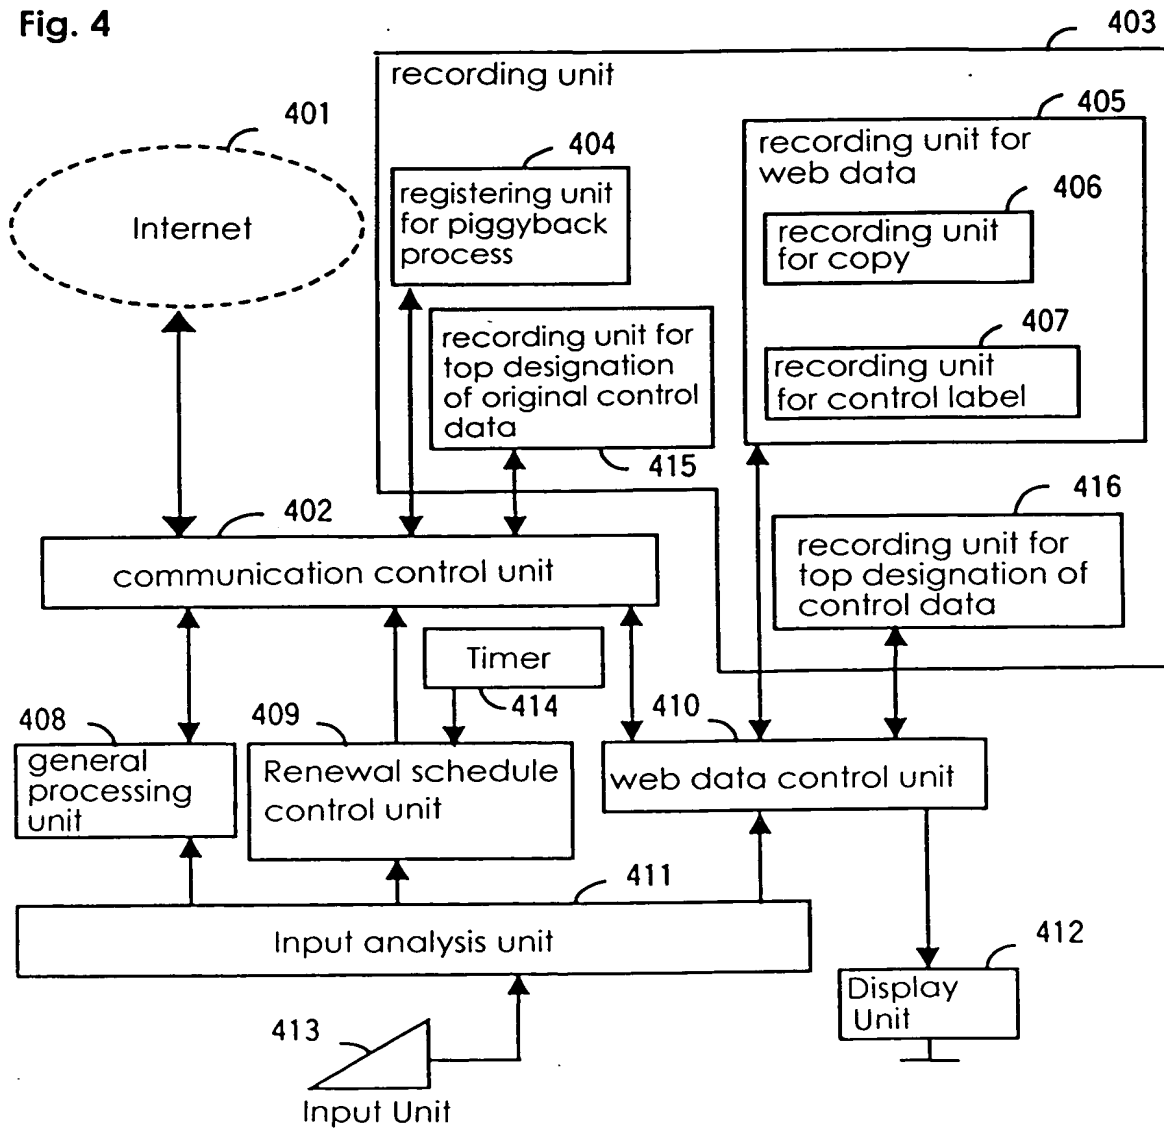 Fig. 4
403
recording unit
401
Internet
404
registering unit
for piggyback
process
405
recording unit for
web data
406
recording unit
for copy
407
recording unit
for control label
recording unit for
top designation
of original control
data
415
402
communication control unit
416
recording unit for
top designation of
control data
Timer
414
408
general
processing
unit
409
Renewal schedule
control unit
410
web data control unit
411
Input analysis unit
412
Display
Unit
413
Input Unit